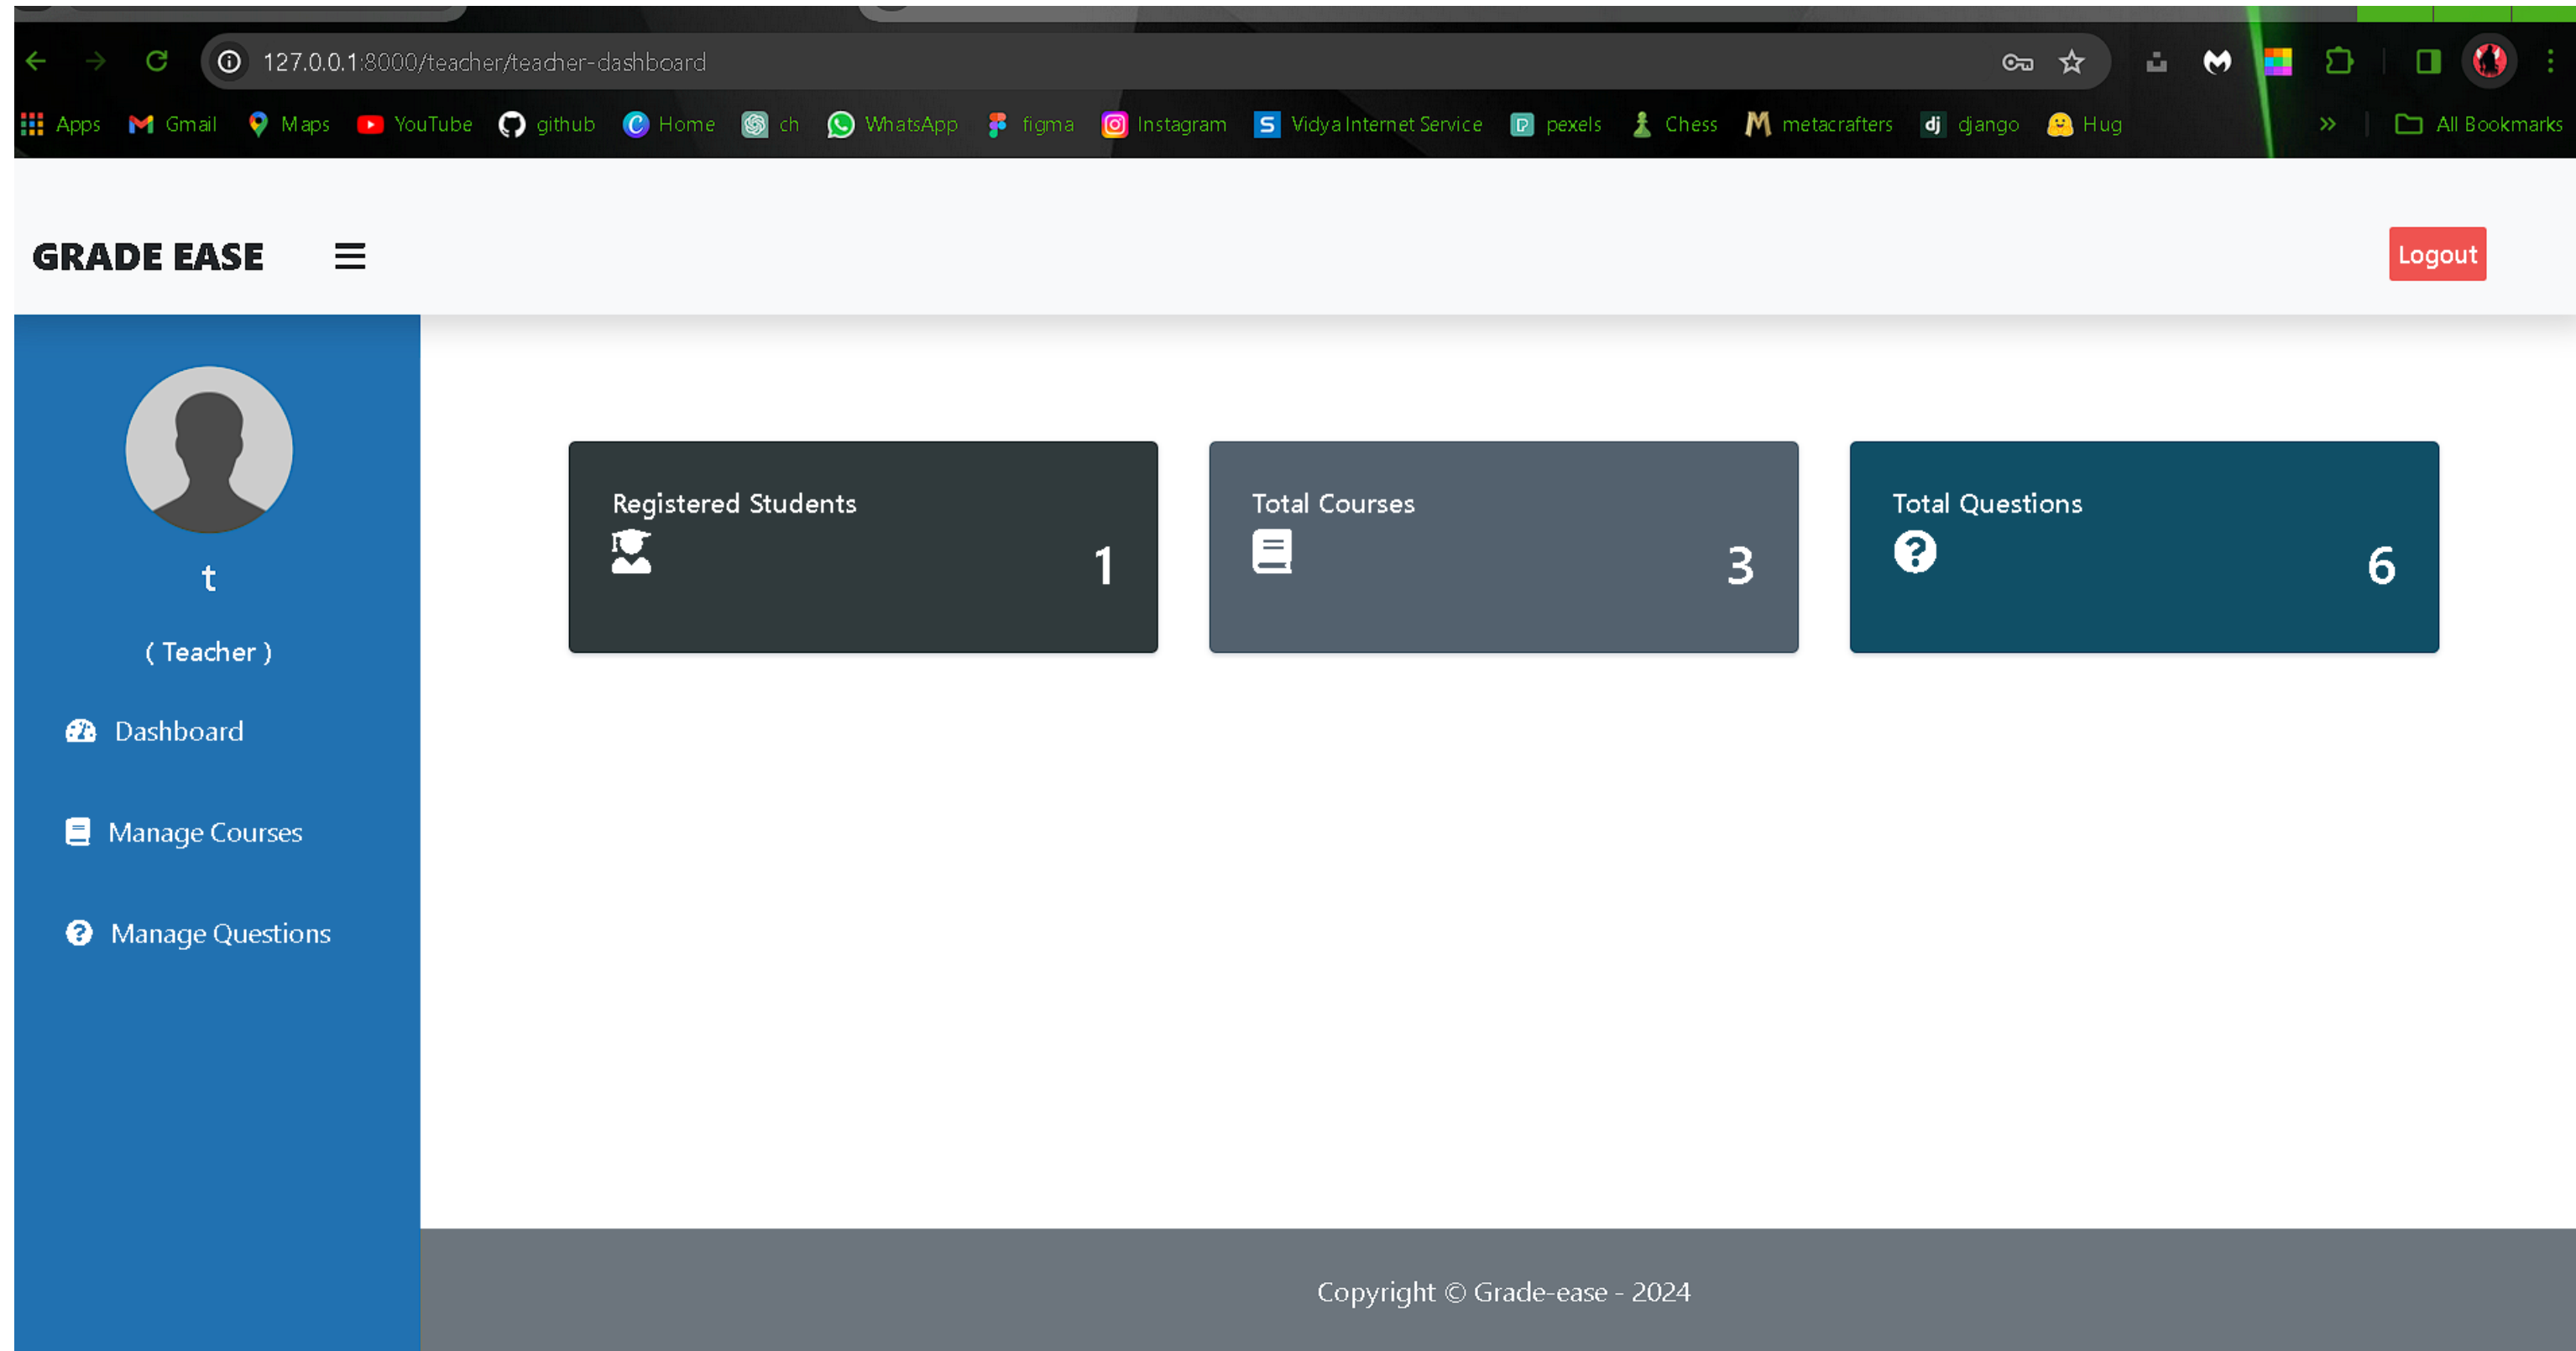 127.0.0.1:8000/teacher/teacher-dashboard
Apps Gmail Maps YouTube github Home ch WhatsApp figma Instagram Vidya Internet Service pexels Chess metacrafters dj django Hug » All Bookmarks
GRADE EASE Logout
t
( Teacher )
Dashboard
Manage Courses
Manage Questions
Registered Students
1
Total Courses
3
Total Questions
6
Copyright © Grade-ease - 2024